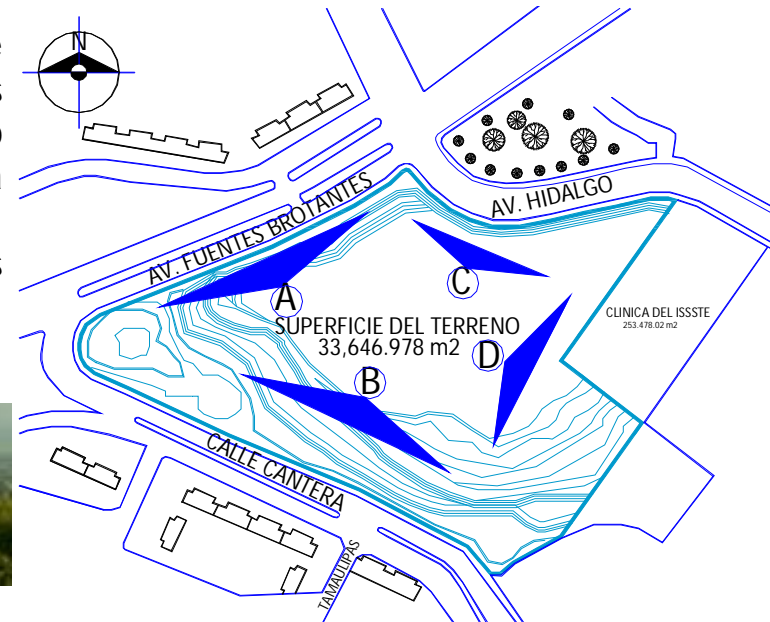 N
AV. FUENTES BROTANTES
AV. HIDALGO
A
C
SUPERFICIE DEL TERRENO
33,646.978 m2
CLINICA DEL ISSSTE
253.478.02 m2
D
B
CALLE CANTERA
TAMAULIPAS